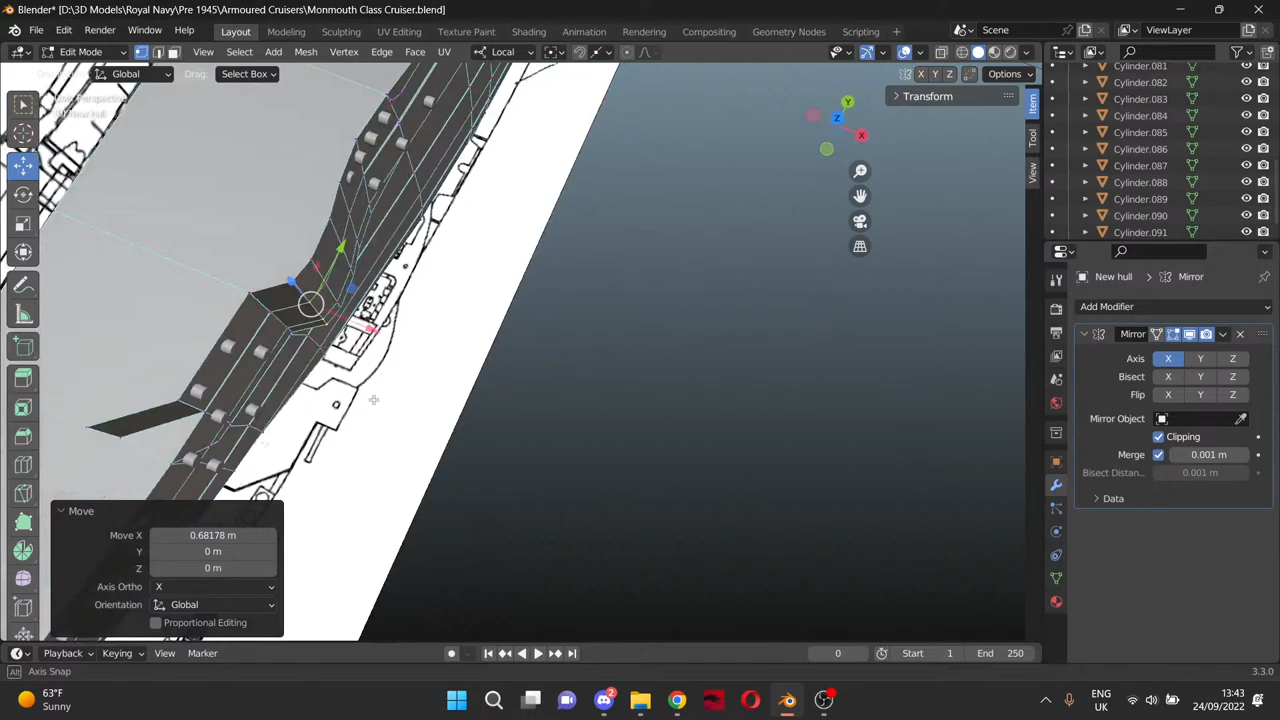 Blender* [D:\3D Models\Royal Navy\Pre 1945\Armoured Cruisers\Monmouth Class Cruiser.blend]
File Edit Render Window Help Layout Modeling Sculpting UV Editing Texture Paint Shading Animation Rendering Compositing Geometry Nodes Scripting + Scene ViewLayer
Edit Mode View Select Add Mesh Vertex Edge Face UV Local
Global Drag: Select Box X Y Z Options
Transform
Item
Tool
View
Y
Z
X
Cylinder.081
Cylinder.082
Cylinder.083
Cylinder.084
Cylinder.085
Cylinder.086
Cylinder.087
Cylinder.088
Cylinder.089
Cylinder.090
Cylinder.091
New hull > Mirror
Add Modifier
Mirror
Axis X Y Z
Bisect X Y Z
Flip X Y Z
Mirror Object
Clipping
Merge 0.001 m
Bisect Distan.. 0.001 m
Data
Move
Move X 0.68178 m
Y 0 m
Z 0 m
Axis Ortho X
Orientation Global
Proportional Editing
Playback Keying View Marker 0 Start 1 End 250
Alt Axis Snap 3.3.0
63°F
Sunny
2
ENG
UK
13:43
24/09/2022